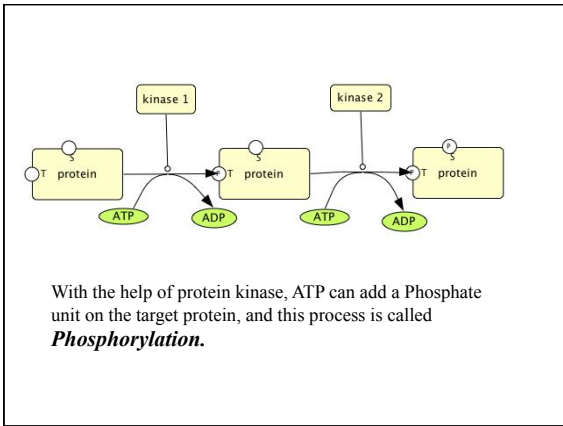 kinase 1
kinase 2
S
T protein
P
S
T protein
P
S
P
T protein
ATP
ADP
ATP
ADP
With the help of protein kinase, ATP can add a Phosphate
unit on the target protein, and this process is called
Phosphorylation.